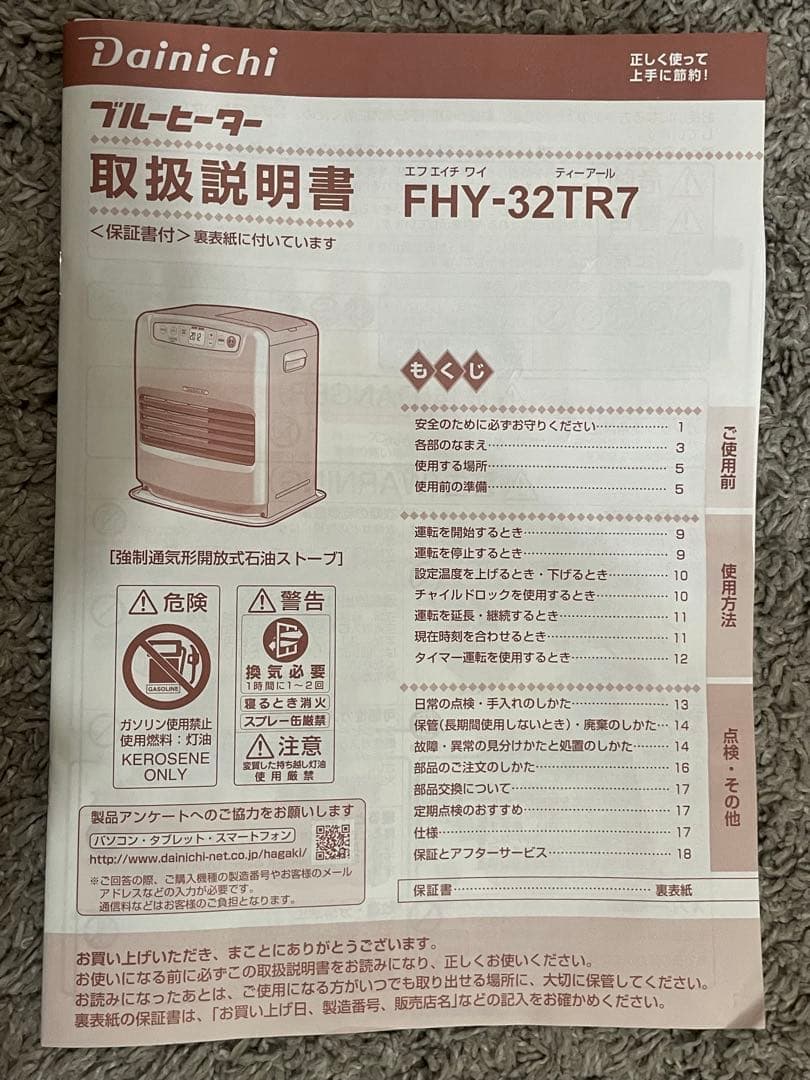 Dainichi
正しく使って
上手に節約!
ブルーヒーター
取扱説明書
<保証書付>裏表紙に付いています
エフ エイチ ワイ ティーアール
FHY-32TR7
もくじ
安全のために必ずお守りください………………… 1
各部のなまえ………………… 3
使用する場所………………… 5
使用前の準備………………… 5
ご使用前
運転を開始するとき………………… 9
運転を停止するとき………………… 9
設定温度を上げるとき・下げるとき………………… 10
チャイルドロックを使用するとき………………… 10
運転を延長・継続するとき………………… 11
現在時刻を合わせるとき………………… 11
タイマー運転を使用するとき………………… 12
使用方法
日常の点検・手入れのしかた………………… 13
保管(長期間使用しないとき)・廃棄のしかた… 14
故障・異常の見分けかたと処置のしかた………… 14
部品のご注文のしかた………………… 16
部品交換について………………… 17
定期点検のおすすめ………………… 17
仕様………………… 17
保証とアフターサービス………………… 18
点検・その他
保証書………………… 裏表紙
[強制通気形開放式石油ストーブ]
危険
GASOLINE
ガソリン使用禁止
使用燃料:灯油
KEROSENE
ONLY
警告
換気必要
1時間に1~2回
寝るとき消火
スプレー缶厳禁
注意
変質した持ち越し灯油
使用厳禁
製品アンケートへのご協力をお願いします
パソコン・タブレット・スマートフォン
http://www.dainichi-net.co.jp/hagaki/
※ご回答の際、ご購入機種の製造番号やお客様のメール
アドレスなどの入力が必要です。
通信料などはお客様のご負担となります。
お買い上げいただき、まことにありがとうございます。
お使いになる前に必ずこの取扱説明書をお読みになり、正しくお使いください。
お読みになったあとは、ご使用になる方がいつでも取り出せる場所に、大切に保管してください。
裏表紙の保証書は、「お買い上げ日、製造番号、販売店名」などの記入をお確かめください。